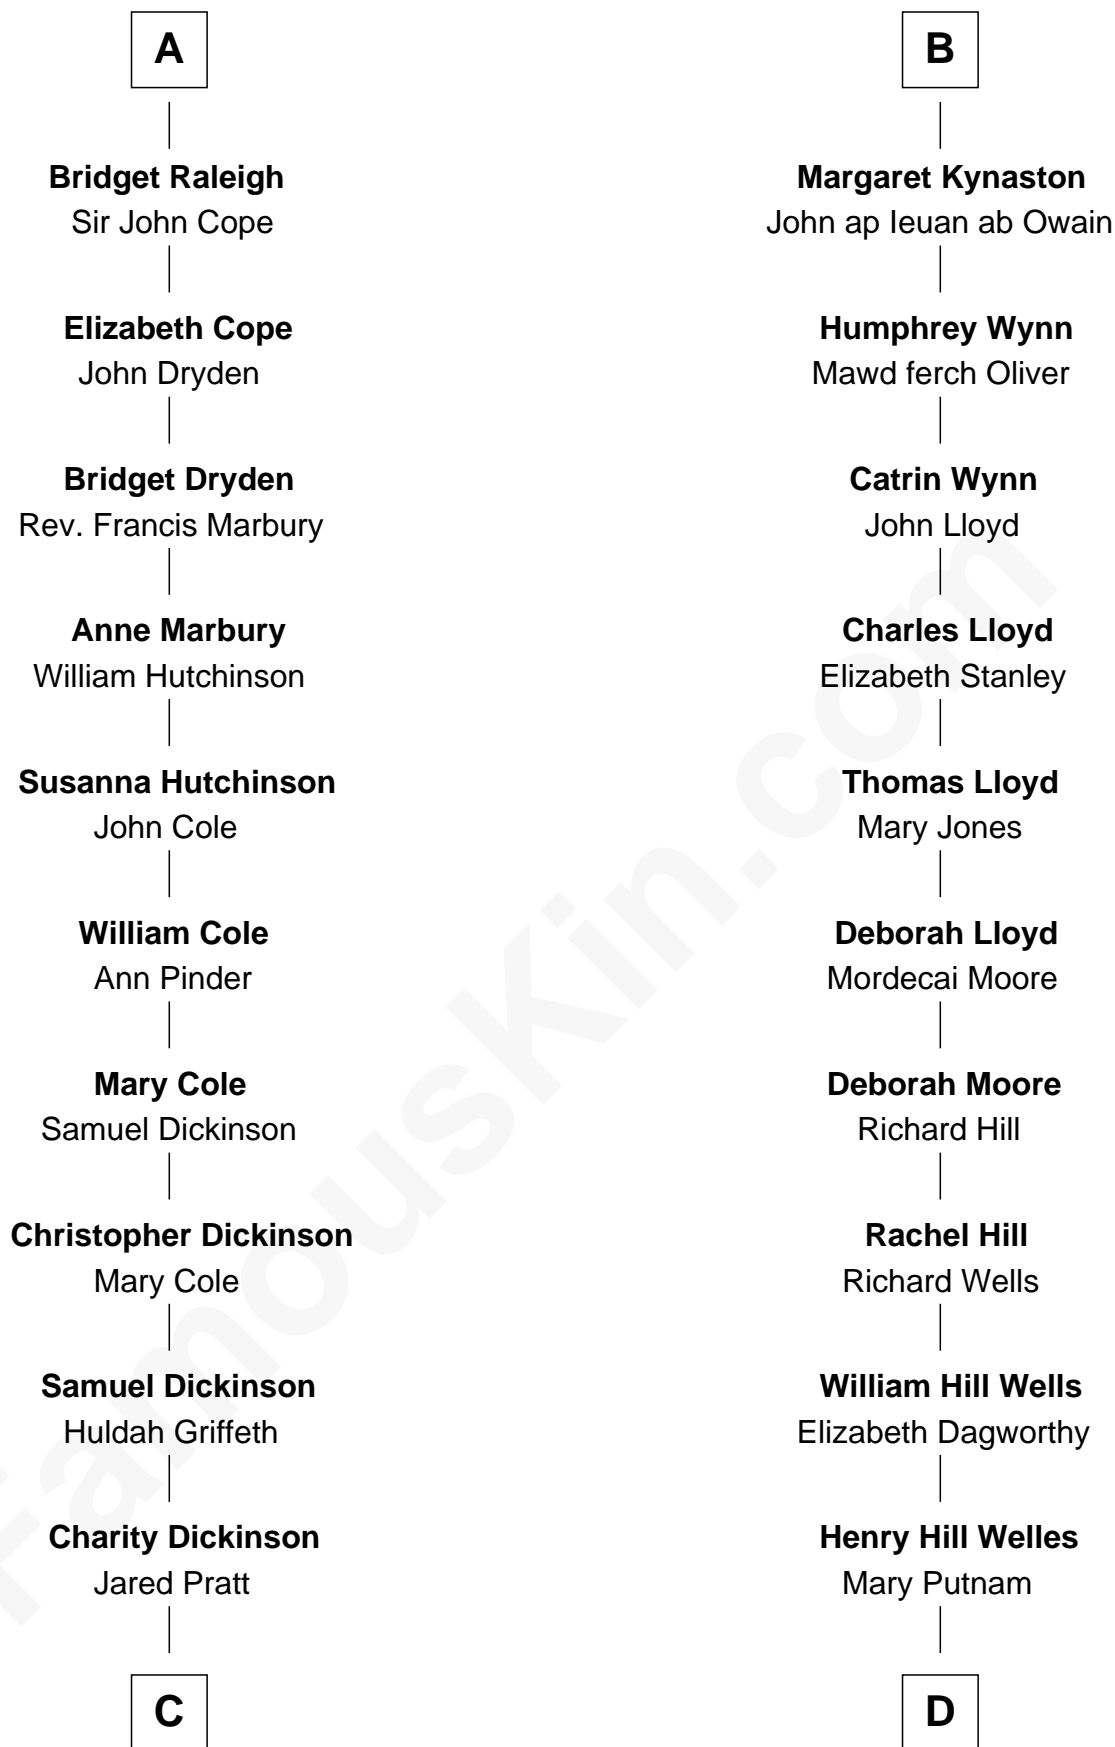 A
Bridget Raleigh
Sir John Cope
Elizabeth Cope
John Dryden
Bridget Dryden
Rev. Francis Marbury
Anne Marbury
William Hutchinson
Susanna Hutchinson
John Cole
William Cole
Ann Pinder
Mary Cole
Samuel Dickinson
Christopher Dickinson
Mary Cole
Samuel Dickinson
Huldah Griffeth
Charity Dickinson
Jared Pratt
C
B
Margaret Kynaston
John ap Ieuan ab Owain
Humphrey Wynn
Mawd ferch Oliver
Catrin Wynn
John Lloyd
Charles Lloyd
Elizabeth Stanley
Thomas Lloyd
Mary Jones
Deborah Lloyd
Mordecai Moore
Deborah Moore
Richard Hill
Rachel Hill
Richard Wells
William Hill Wells
Elizabeth Dagworthy
Henry Hill Welles
Mary Putnam
D
FamousKin.com